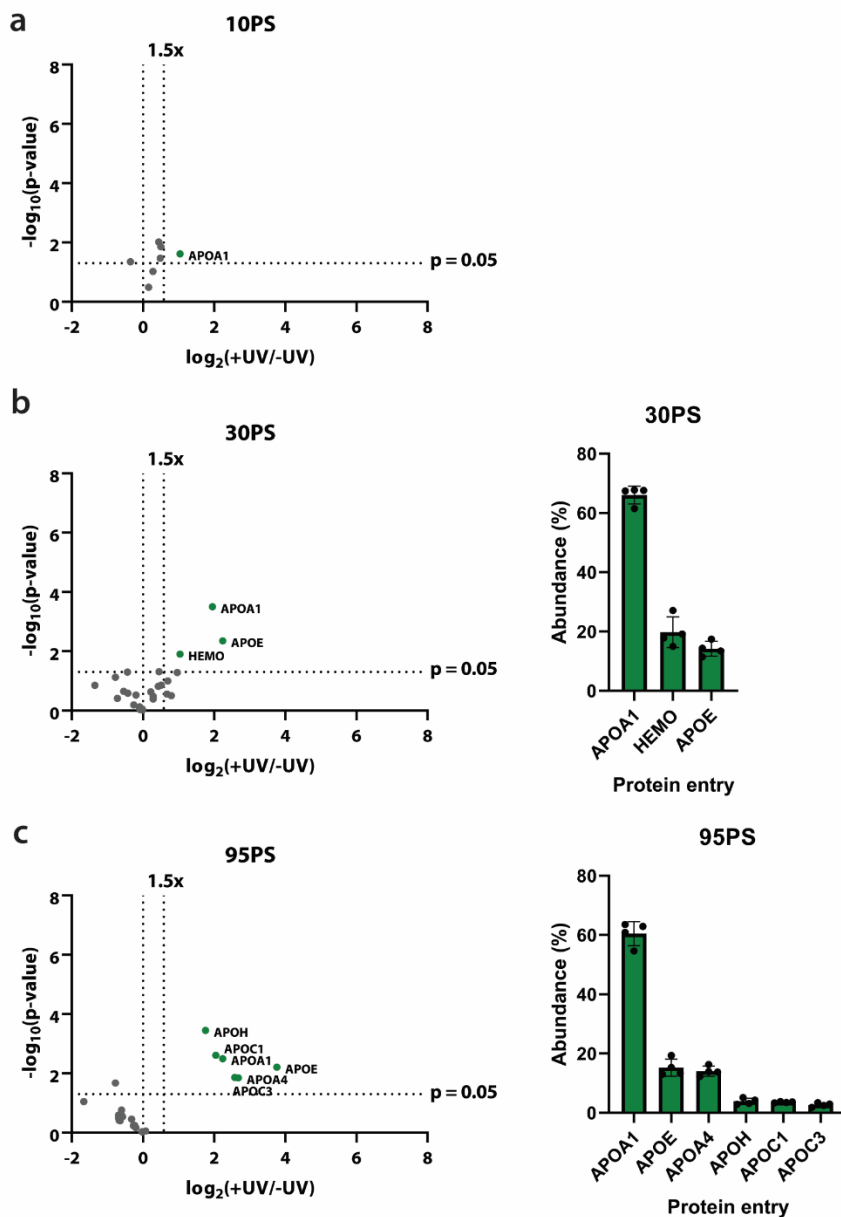 a
10PS
1.5x
8
6
4
2
0
-log10(p-value)
APOA1
p = 0.05
-2 0 2 4 6 8
log2(+UV/-UV)
b
30PS
1.5x
8
6
4
2
0
-log10(p-value)
APOA1
APOE
HEMO
p = 0.05
-2 0 2 4 6 8
log2(+UV/-UV)
30PS
80
60
40
20
0
Abundance (%)
APOA1 HEMO APOE
Protein entry
c
95PS
1.5x
8
6
4
2
0
-log10(p-value)
APOH
APOC1
APOA1
APOE
APOA4
APOC3
p = 0.05
-2 0 2 4 6 8
log2(+UV/-UV)
95PS
80
60
40
20
0
Abundance (%)
APOA1 APOE APOA4 APOH APOC1 APOC3
Protein entry